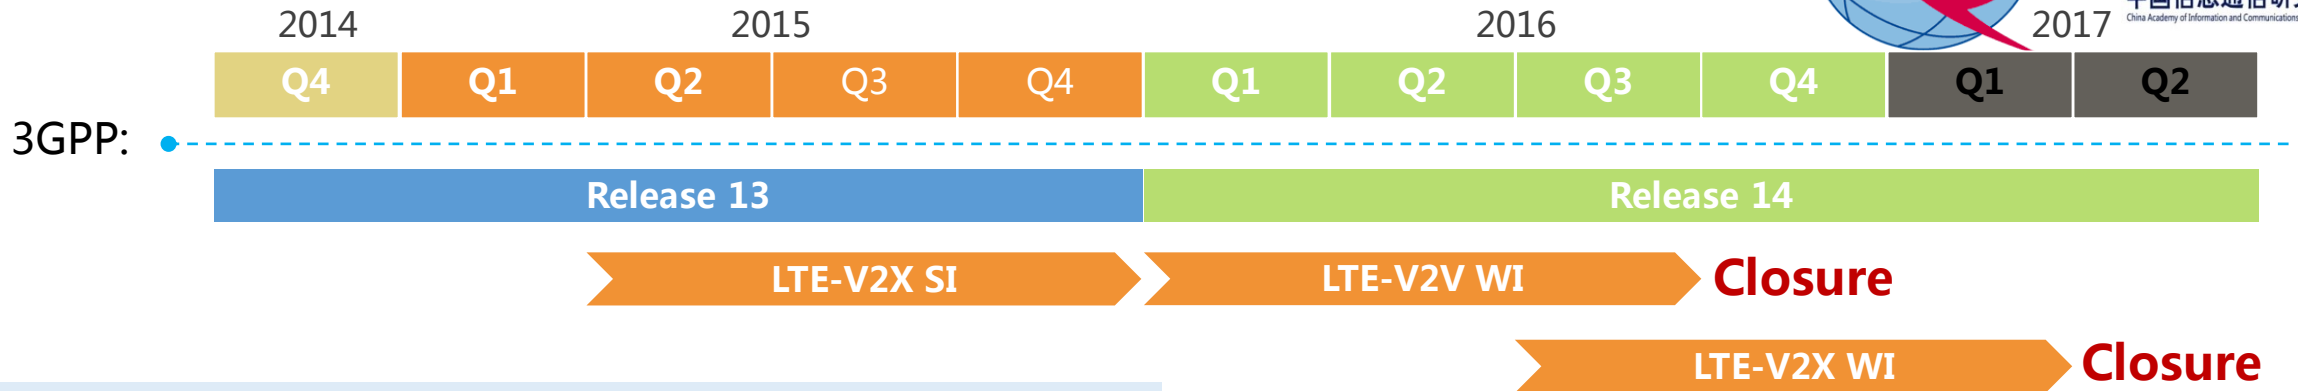 2014 2015 2016 2017
China Academy of Information and Communications
Q4 Q1 Q2 Q3 Q4 Q1 Q2 Q3 Q4 Q1 Q2
3GPP:
Release 13 Release 14
LTE-V2X SI LTE-V2V WI Closure
LTE-V2X WI Closure